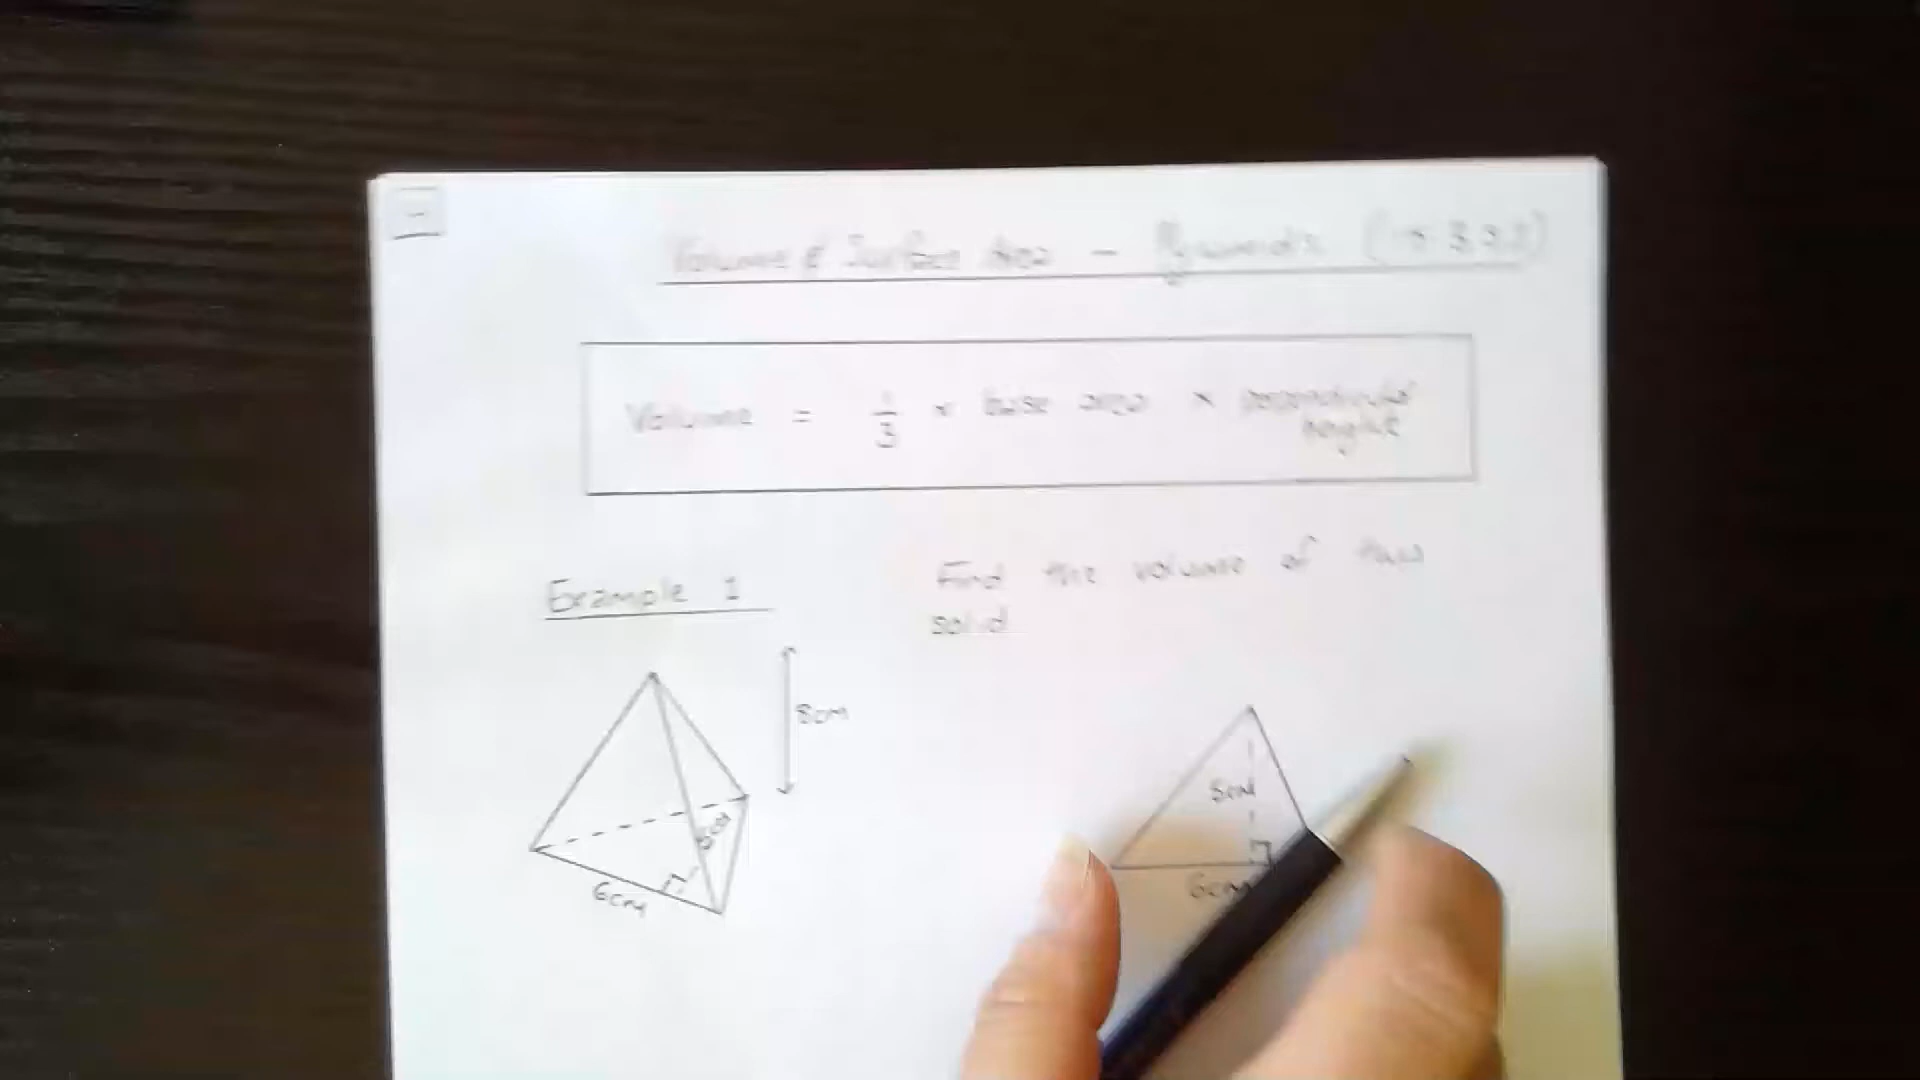 Volume & Surface Area - Pyramids
Volume = 1/3 × base area × perpendicular
height
Example 1
Find the volume of this
solid
8cm
6cm
6cm